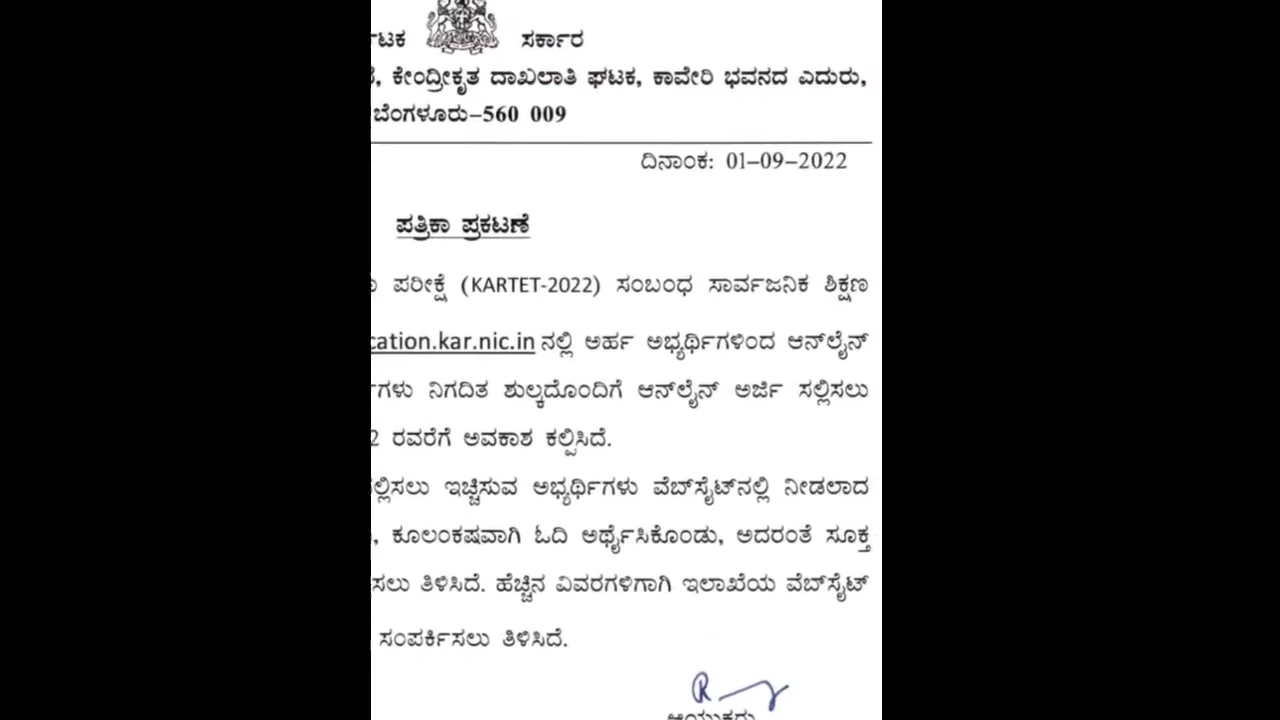 ಸರ್ಕಾರ
ಕೇಂದ್ರೀಕೃತ ದಾಖಲಾತಿ ಘಟಕ, ಕಾವೇರಿ ಭವನದ ಎದುರು,
ಬೆಂಗಳೂರು-560 009
ದಿನಾಂಕ: 01-09-2022
ಪತ್ರಿಕಾ ಪ್ರಕಟಣೆ
ಪರೀಕ್ಷೆ (KARTET-2022) ಸಂಬಂಧ ಸಾರ್ವಜನಿಕ ಶಿಕ್ಷಣ
cation.kar.nic.in ನಲ್ಲಿ ಅರ್ಹ ಅಭ್ಯರ್ಥಿಗಳಿಂದ ಆನ್‌ಲೈನ್
ಗಳು ನಿಗದಿತ ಶುಲ್ಕದೊಂದಿಗೆ ಆನ್‌ಲೈನ್ ಅರ್ಜಿ ಸಲ್ಲಿಸಲು
2 ರವರೆಗೆ ಅವಕಾಶ ಕಲ್ಪಿಸಿದೆ.
ಲ್ಲಿಸಲು ಇಚ್ಚಿಸುವ ಅಭ್ಯರ್ಥಿಗಳು ವೆಬ್‌ಸೈಟ್‌ನಲ್ಲಿ ನೀಡಲಾದ
ಕೂಲಂಕಷವಾಗಿ ಓದಿ ಅರ್ಥೈಸಿಕೊಂಡು, ಅದರಂತೆ ಸೂಕ್ತ
ಸಲು ತಿಳಿಸಿದೆ. ಹೆಚ್ಚಿನ ವಿವರಗಳಿಗಾಗಿ ಇಲಾಖೆಯ ವೆಬ್‌ಸೈಟ್
ಸಂಪರ್ಕಿಸಲು ತಿಳಿಸಿದೆ.